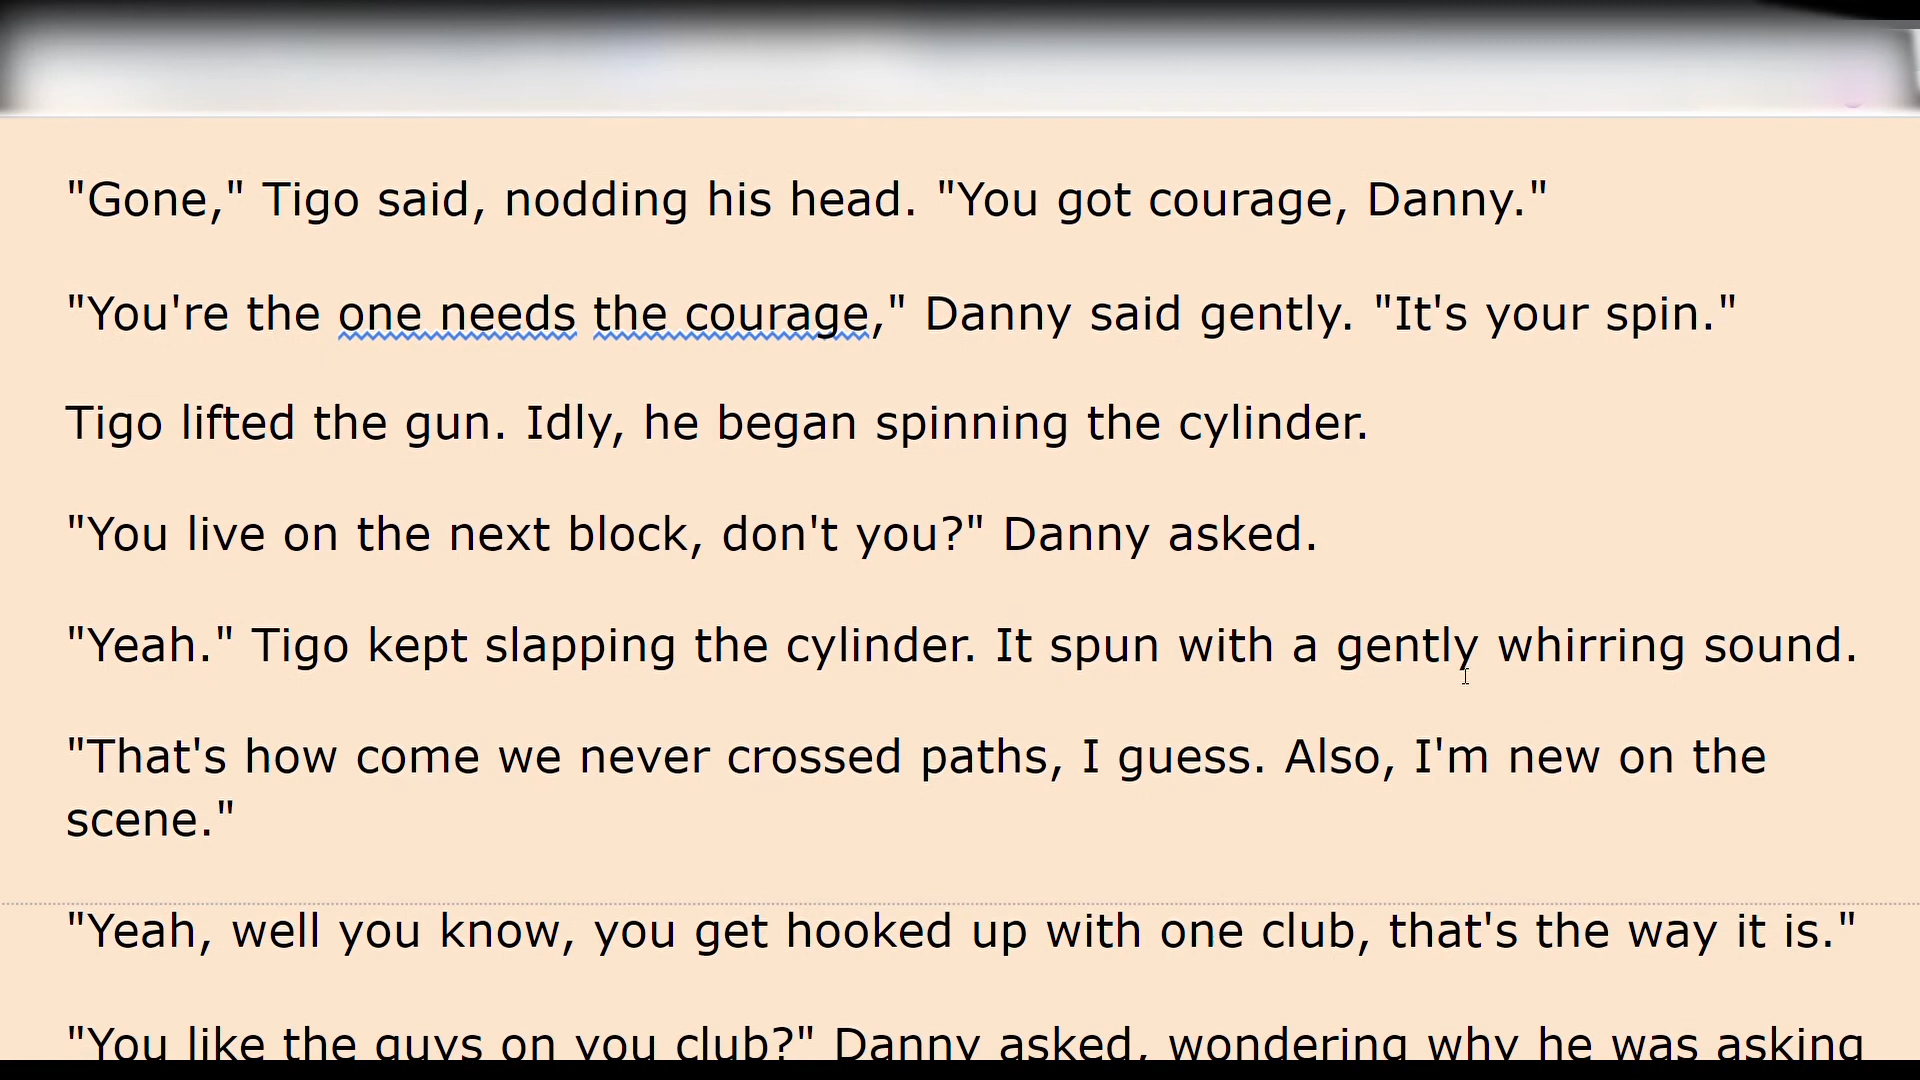 "Gone," Tigo said, nodding his head. "You got courage, Danny."
"You're the one needs the courage," Danny said gently. "It's your spin."
Tigo lifted the gun. Idly, he began spinning the cylinder.
"You live on the next block, don't you?" Danny asked.
"Yeah." Tigo kept slapping the cylinder. It spun with a gently whirring sound.
"That's how come we never crossed paths, I guess. Also, I'm new on the
scene."
"Yeah, well you know, you get hooked up with one club, that's the way it is."
"You like the guys on you club?" Danny asked, wondering why he was asking